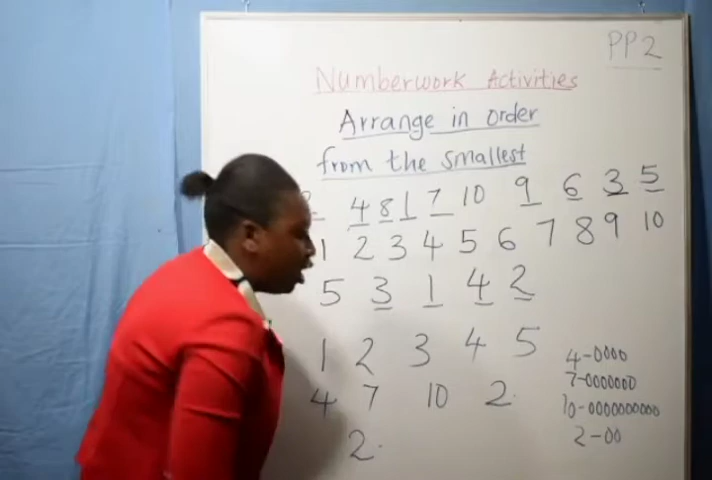 PP2
Numberwork Activities
Arrange in order
from the smallest
4 8 1 7 10 9 6 3 5
1 2 3 4 5 6 7 8 9 10
5 3 1 4 2
1 2 3 4 5
4 7 10 2.
2.
4-0000
7-0000000
10-0000000000
2-00